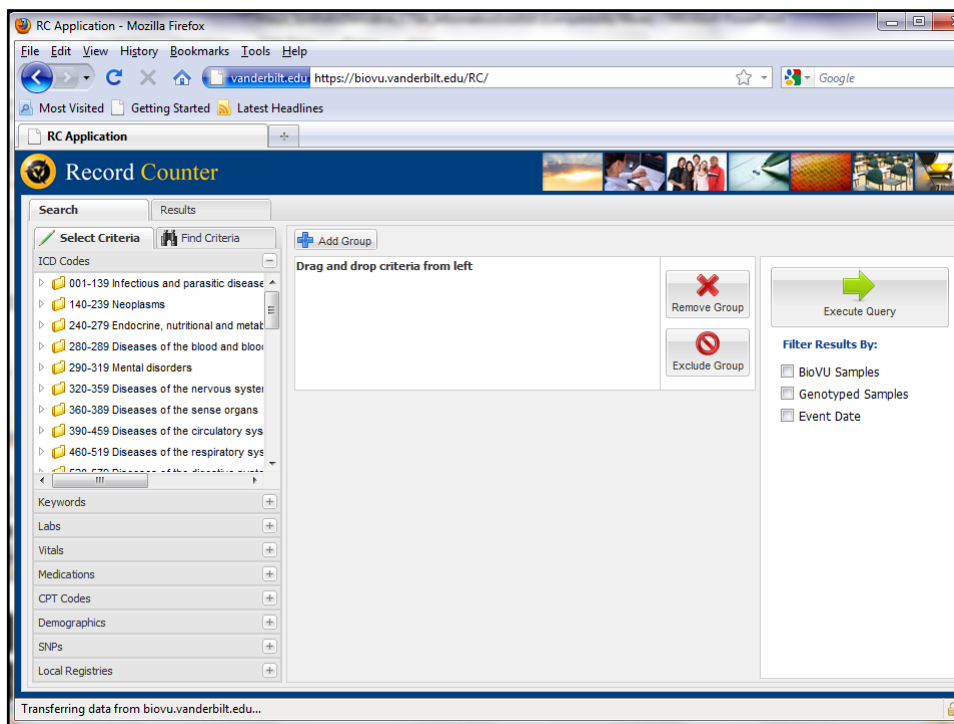 RC Application - Mozilla Firefox
File Edit View History Bookmarks Tools Help
vanderbilt.edu https://biovu.vanderbilt.edu/RC/
Google
Most Visited Getting Started Latest Headlines
RC Application
Record Counter
Search Results
Select Criteria Find Criteria
Add Group
ICD Codes
Drag and drop criteria from left
001-139 Infectious and parasitic disease
140-239 Neoplasms
240-279 Endocrine, nutritional and metab
280-289 Diseases of the blood and bloo
290-319 Mental disorders
320-359 Diseases of the nervous syste
360-389 Diseases of the sense organs
390-459 Diseases of the circulatory sys
460-519 Diseases of the respiratory sys
Remove Group
Exclude Group
Execute Query
Filter Results By:
BioVU Samples
Genotyped Samples
Event Date
Keywords
Labs
Vitals
Medications
CPT Codes
Demographics
SNPs
Local Registries
Transferring data from biovu.vanderbilt.edu...